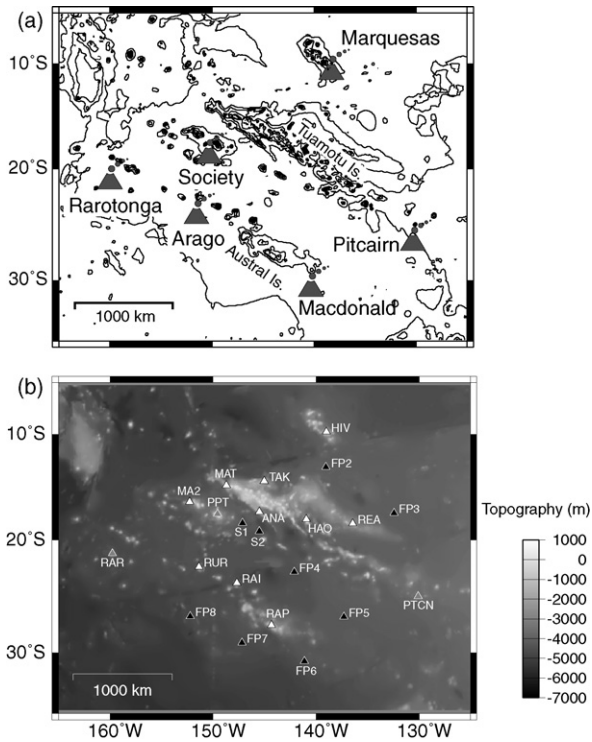 (a)
Marquesas
10°S
Tuamotu Is.
20°S
Society
Rarotonga
Arago
Pitcairn
Austral Is.
30°S
Macdonald
1000 km
(b)
10°S
HIV
FP2
MAT
TAK
MA2
PPT
FP3
ANA
HAO
REA
S1
S2
20°S
RAR
RUR
FP4
RAI
PTCN
FP8
RAP
FP5
FP7
30°S
FP6
1000 km
160°W
150°W
140°W
130°W
Topography (m)
1000
0
-1000
-2000
-3000
-4000
-5000
-6000
-7000